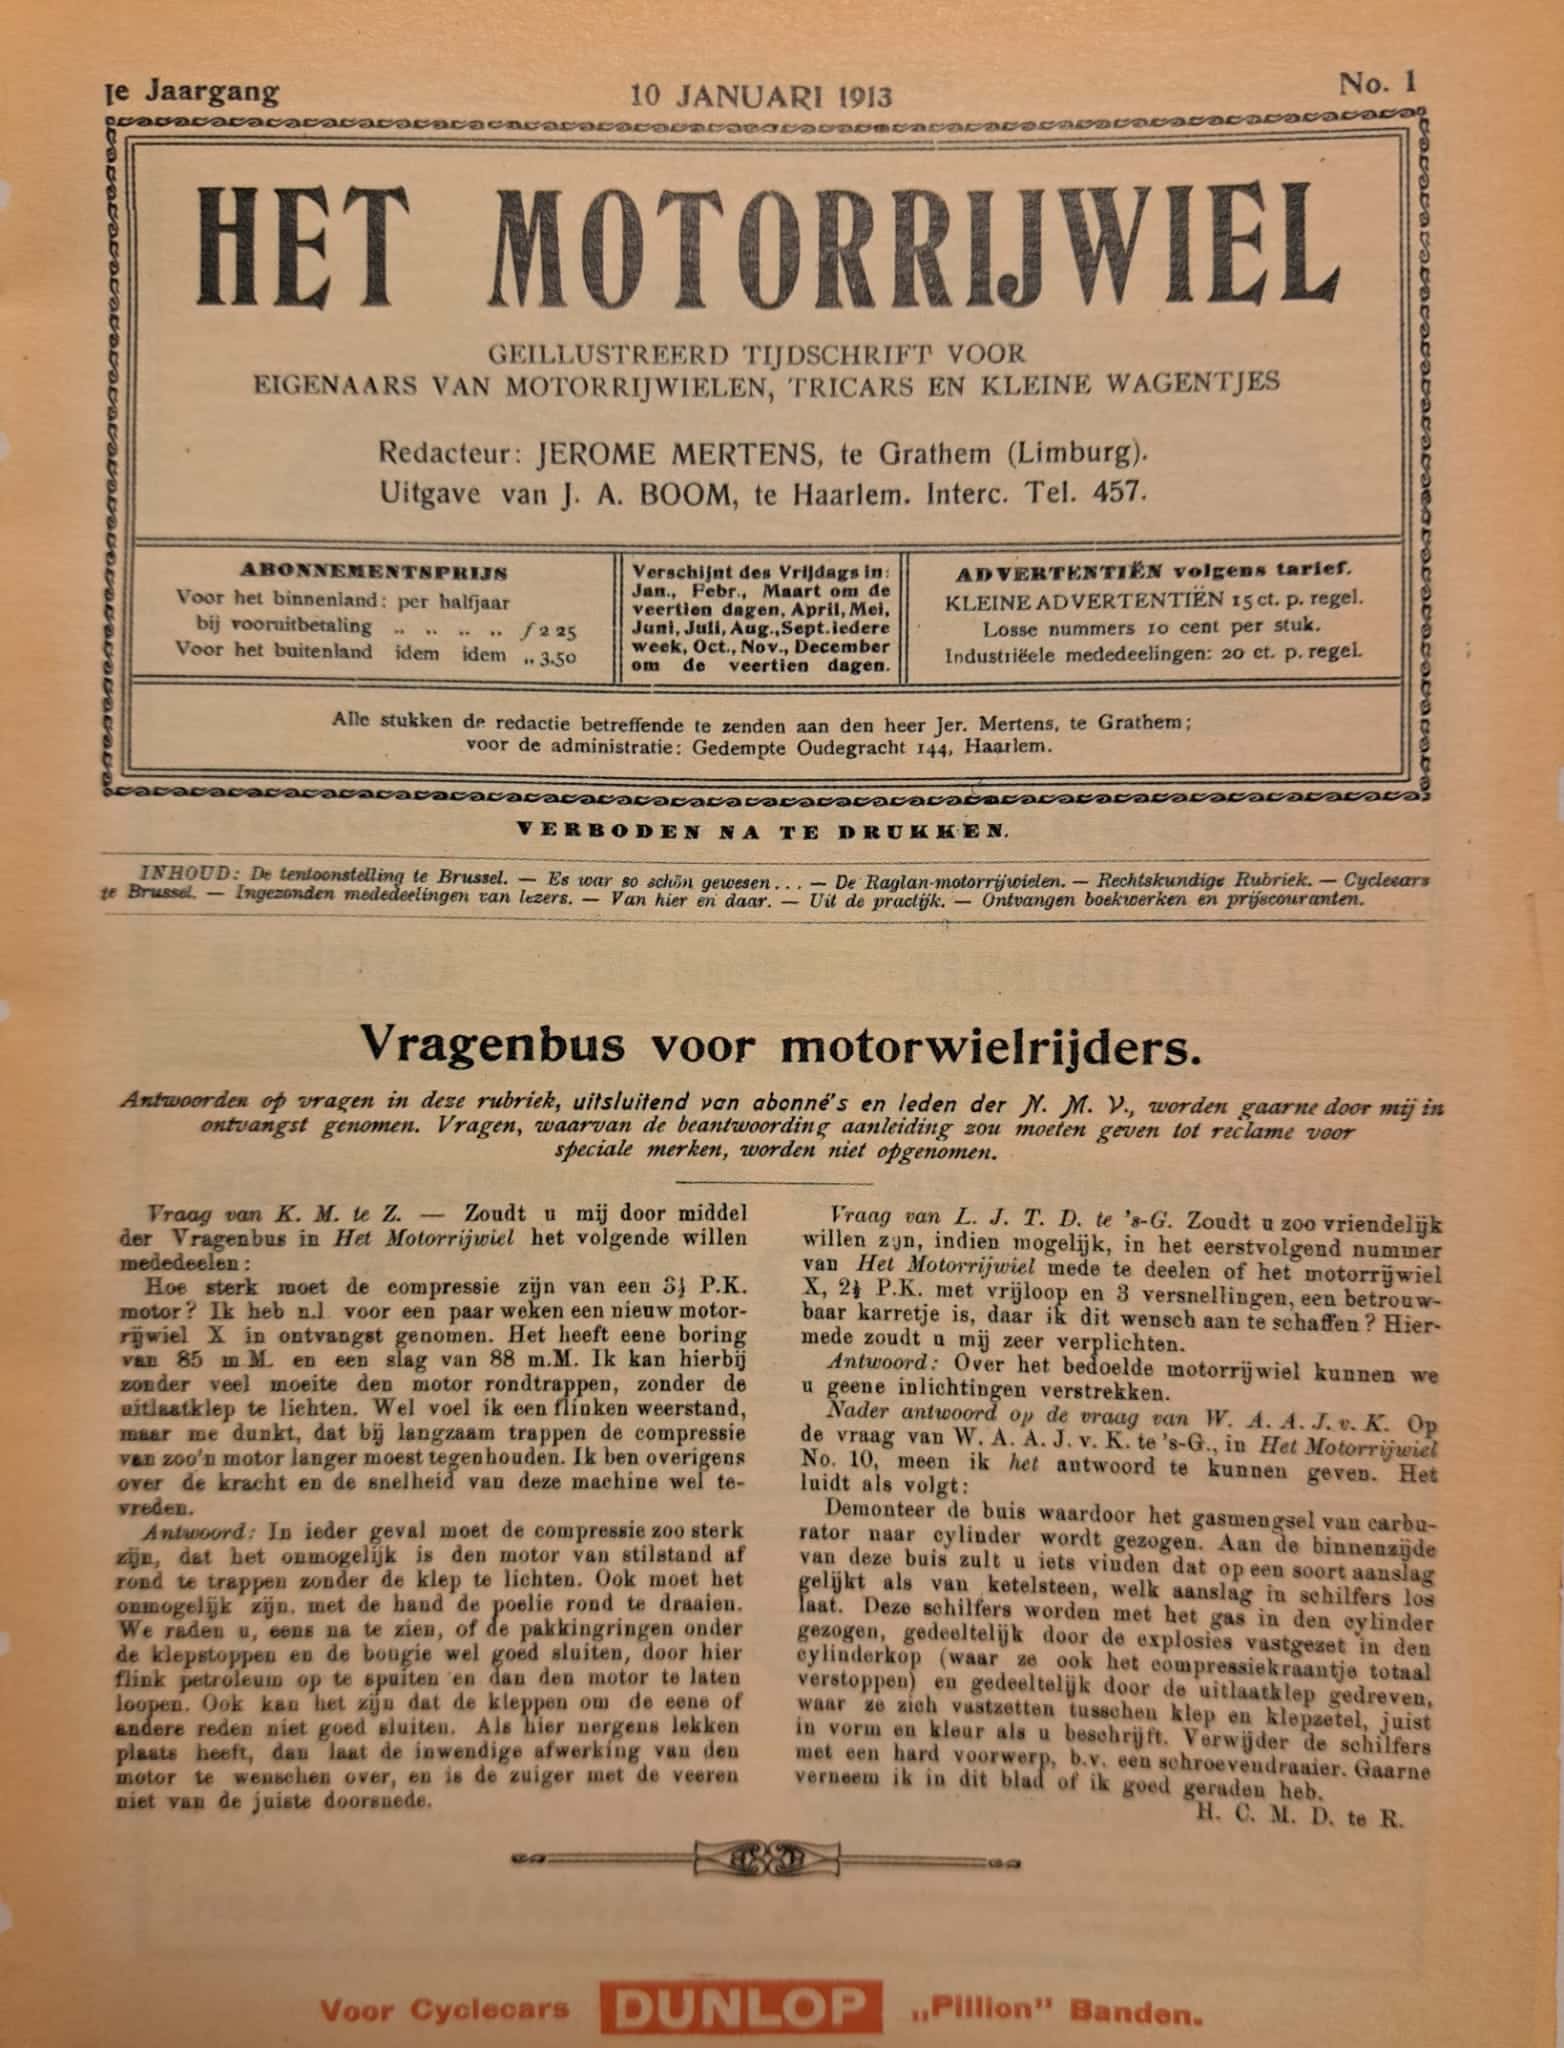 1e Jaargang
10 JANUARI 1913
No. 1
HET MOTORRIJWIEL
GEILLUSTREERD TIJDSCHRIFT VOOR
EIGENAARS VAN MOTORRIJWIELEN, TRICARS EN KLEINE WAGENTJES
Redacteur: JEROME MERTENS, te Grathem (Limburg).
Uitgave van J. A. BOOM, te Haarlem. Interc. Tel. 457.
ABONNEMENTSPRIJS
Voor het binnenland: per halfjaar
bij vooruitbetaling „ „ „ „ f 2 25
Voor het buitenland idem idem „ 3.50
Verschijnt des Vrijdags in:
Jan., Febr., Maart om de
veertien dagen, April, Mei,
Juni, Juli, Aug., Sept. iedere
week, Oct., Nov., December
om de veertien dagen.
ADVERTENTIËN volgens tarief.
KLEINE ADVERTENTIËN 15 ct. p. regel.
Losse nummers 10 cent per stuk.
Industriëele mededeelingen: 20 ct. p. regel.
Alle stukken de redactie betreffende te zenden aan den heer Jer. Mertens, te Grathem;
voor de administratie: Gedempte Oudegracht 144, Haarlem.
VERBODEN NA TE DRUKKEN.
INHOUD: De tentoonstelling te Brussel. — Es war so schön gewesen... — De Raglan-motorrijwielen. — Rechtskundige Rubriek. — Cyclecars
te Brussel. — Ingezonden mededeelingen van lezers. — Van hier en daar. — Uit de practijk. — Ontvangen boekwerken en prijscouranten.
Vragenbus voor motorwielrijders.
Antwoorden op vragen in deze rubriek, uitsluitend van abonné's en leden der N. M. V., worden gaarne door mij in
ontvangst genomen. Vragen, waarvan de beantwoording aanleiding zou moeten geven tot reclame voor
speciale merken, worden niet opgenomen.
Vraag van K. M. te Z. — Zoudt u mij door middel
der Vragenbus in Het Motorrijwiel het volgende willen
mededeelen:
Hoe sterk moet de compressie zijn van een 3½ P.K.
motor? Ik heb n.l. voor een paar weken een nieuw motor-
rijwiel X in ontvangst genomen. Het heeft eene boring
van 85 m M. en een slag van 88 m.M. Ik kan hierbij
zonder veel moeite den motor rondtrappen, zonder de
uitlaatklep te lichten. Wel voel ik een flinken weerstand,
maar me dunkt, dat bij langzaam trappen de compressie
van zoo'n motor langer moest tegenhouden. Ik ben overigens
over de kracht en de snelheid van deze machine wel te-
vreden.
Antwoord: In ieder geval moet de compressie zoo sterk
zijn, dat het onmogelijk is den motor van stilstand af
rond te trappen zonder de klep te lichten. Ook moet het
onmogelijk zijn. met de hand de poelie rond te draaien.
We raden u, eens na te zien, of de pakkingringen onder
de klepstoppen en de bougie wel goed sluiten, door hier
flink petroleum op te spuiten en dan den motor te laten
loopen. Ook kan het zijn dat de kleppen om de eene of
andere reden niet goed sluiten. Als hier nergens lekken
plaats heeft, dan laat de inwendige afwerking van den
motor te wenschen over, en is de zuiger met de veeren
niet van de juiste doorsnede.
Vraag van L. J. T. D. te 's-G. Zoudt u zoo vriendelijk
willen zijn, indien mogelijk, in het eerstvolgend nummer
van Het Motorrijwiel mede te deelen of het motorrijwiel
X, 2½ P.K. met vrijloop en 3 versnellingen, een betrouw-
baar karretje is, daar ik dit wensch aan te schaffen? Hier-
mede zoudt u mij zeer verplichten.
Antwoord: Over het bedoelde motorrijwiel kunnen we
u geene inlichtingen verstrekken.
Nader antwoord op de vraag van W. A. A. J. v. K. Op
de vraag van W. A. A. J. v. K. te 's-G., in Het Motorrijwiel
No. 10, meen ik het antwoord te kunnen geven. Het
luidt als volgt:
Demonteer de buis waardoor het gasmengsel van carbu-
rator naar cylinder wordt gezogen. Aan de binnenzijde
van deze buis zult u iets vinden dat op een soort aanslag
gelijkt als van ketelsteen, welk aanslag in schilfers los
laat. Deze schilfers worden met het gas in den cylinder
gezogen, gedeeltelijk door de explosies vastgezet in den
cylinderkop (waar ze ook het compressiekraantje totaal
verstoppen) en gedeeltelijk door de uitlaatklep gedreven,
waar ze zich vastzetten tusschen klep en klepzetel, juist
in vorm en kleur als u beschrijft. Verwijder de schilfers
met een hard voorwerp, b.v. een schroevendraaier. Gaarne
verneem ik in dit blad of ik goed geraden heb.
H. C. M. D. te R.
Voor Cyclecars DUNLOP „Pillion" Banden.